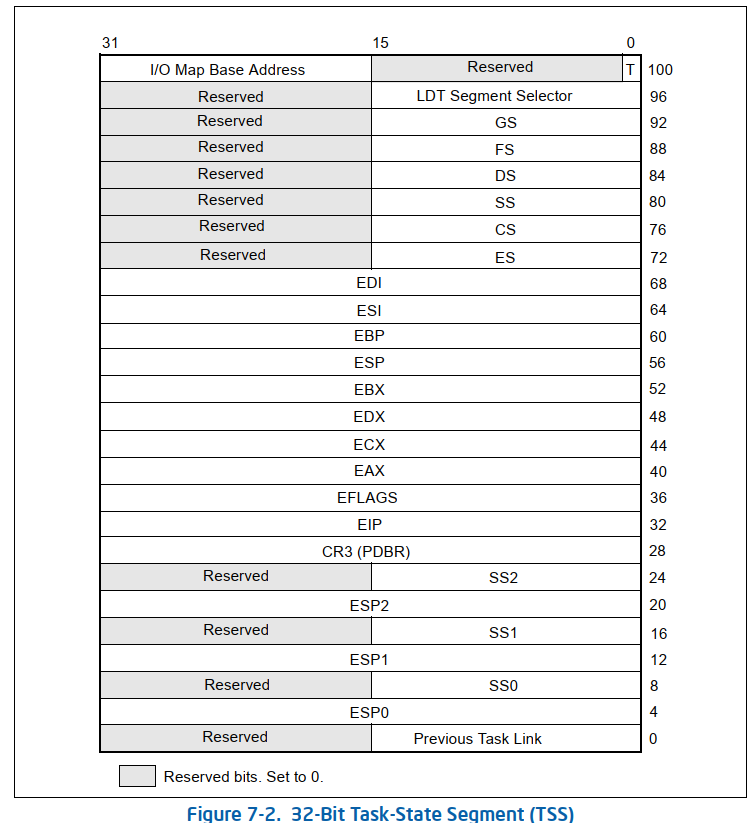 31 15 0
I/O Map Base Address Reserved T 100
Reserved LDT Segment Selector 96
Reserved GS 92
Reserved FS 88
Reserved DS 84
Reserved SS 80
Reserved CS 76
Reserved ES 72
EDI 68
ESI 64
EBP 60
ESP 56
EBX 52
EDX 48
ECX 44
EAX 40
EFLAGS 36
EIP 32
CR3 (PDBR) 28
Reserved SS2 24
ESP2 20
Reserved SS1 16
ESP1 12
Reserved SS0 8
ESP0 4
Reserved Previous Task Link 0
Reserved bits. Set to 0.
Figure 7-2. 32-Bit Task-State Segment (TSS)